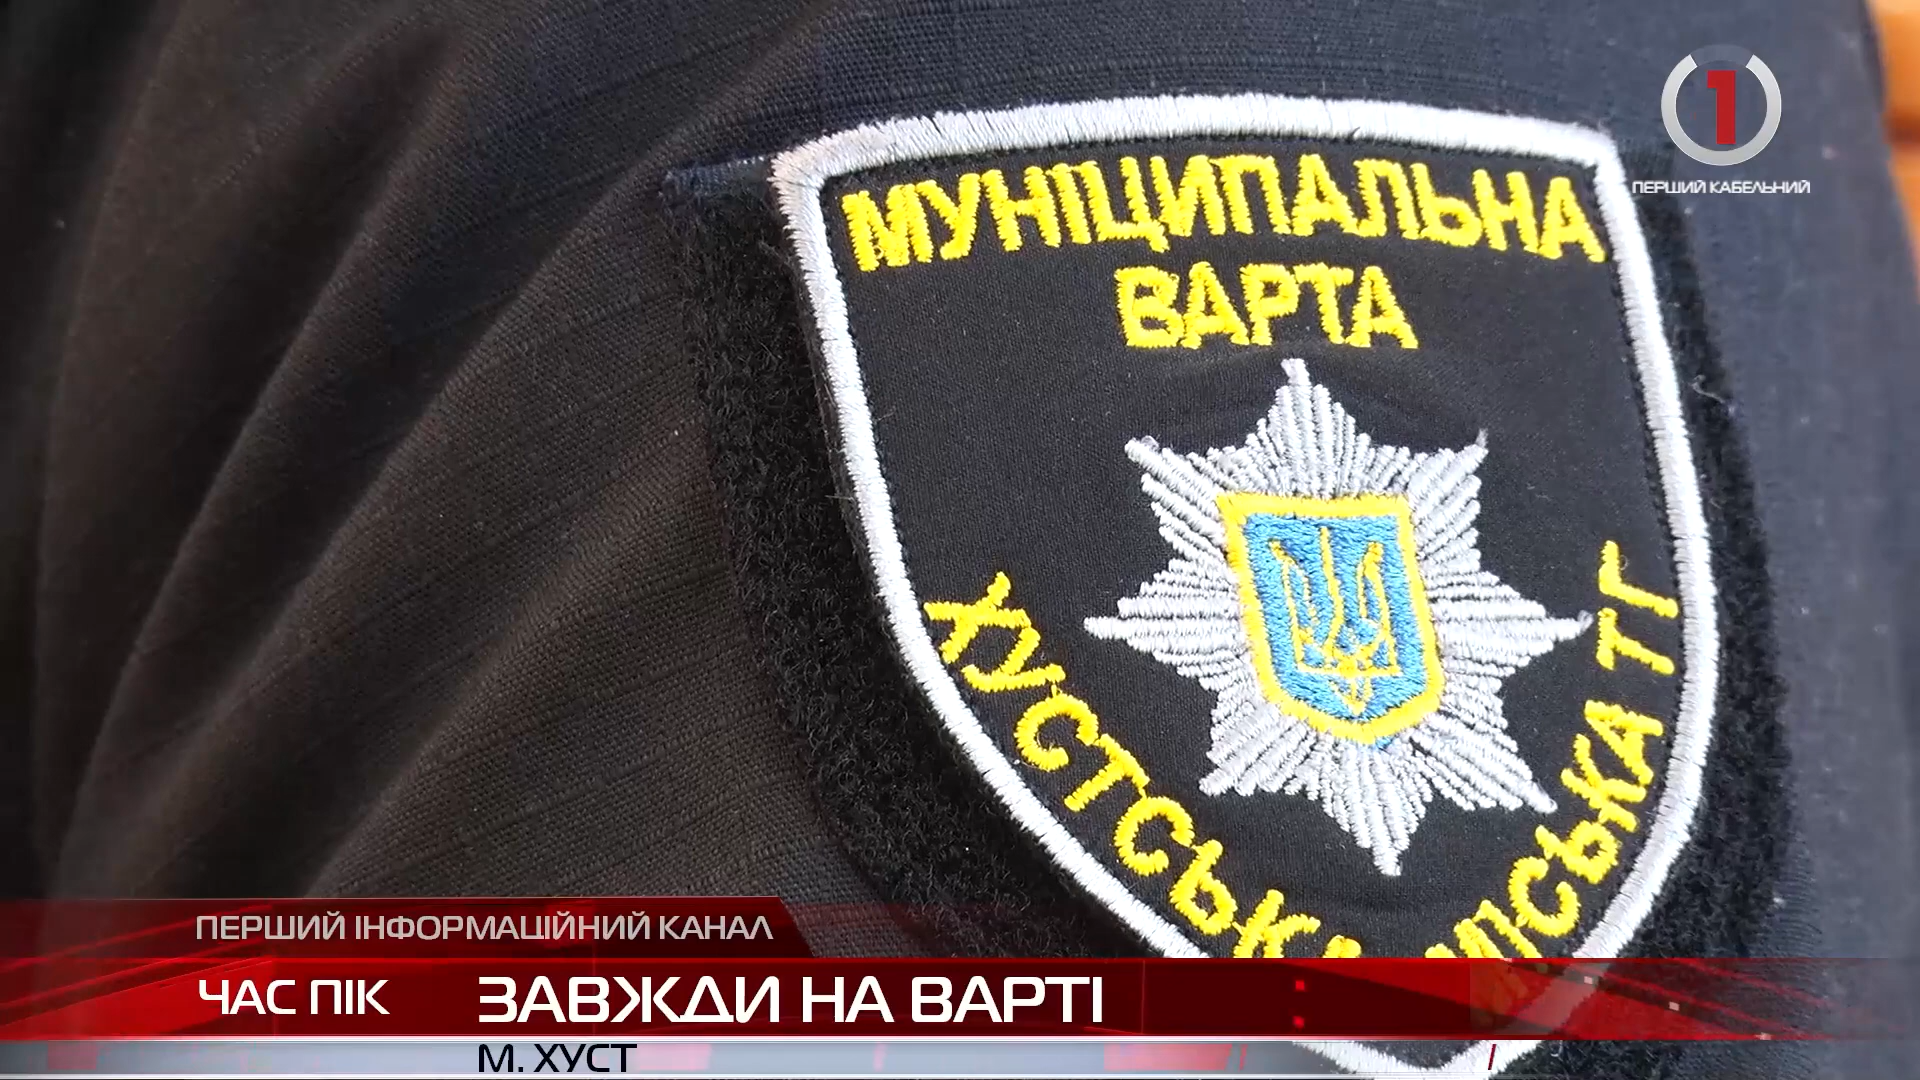 1
ПЕРШИЙ КАБЕЛЬНИЙ
МУНІЦИПАЛЬНА
ВАРТА
ХУСТСЬКА МІСЬКА ТГ
ПЕРШИЙ ІНФОРМАЦІЙНИЙ КАНАЛ
ЧАС ПІК
ЗАВЖДИ НА ВАРТІ
М. ХУСТ